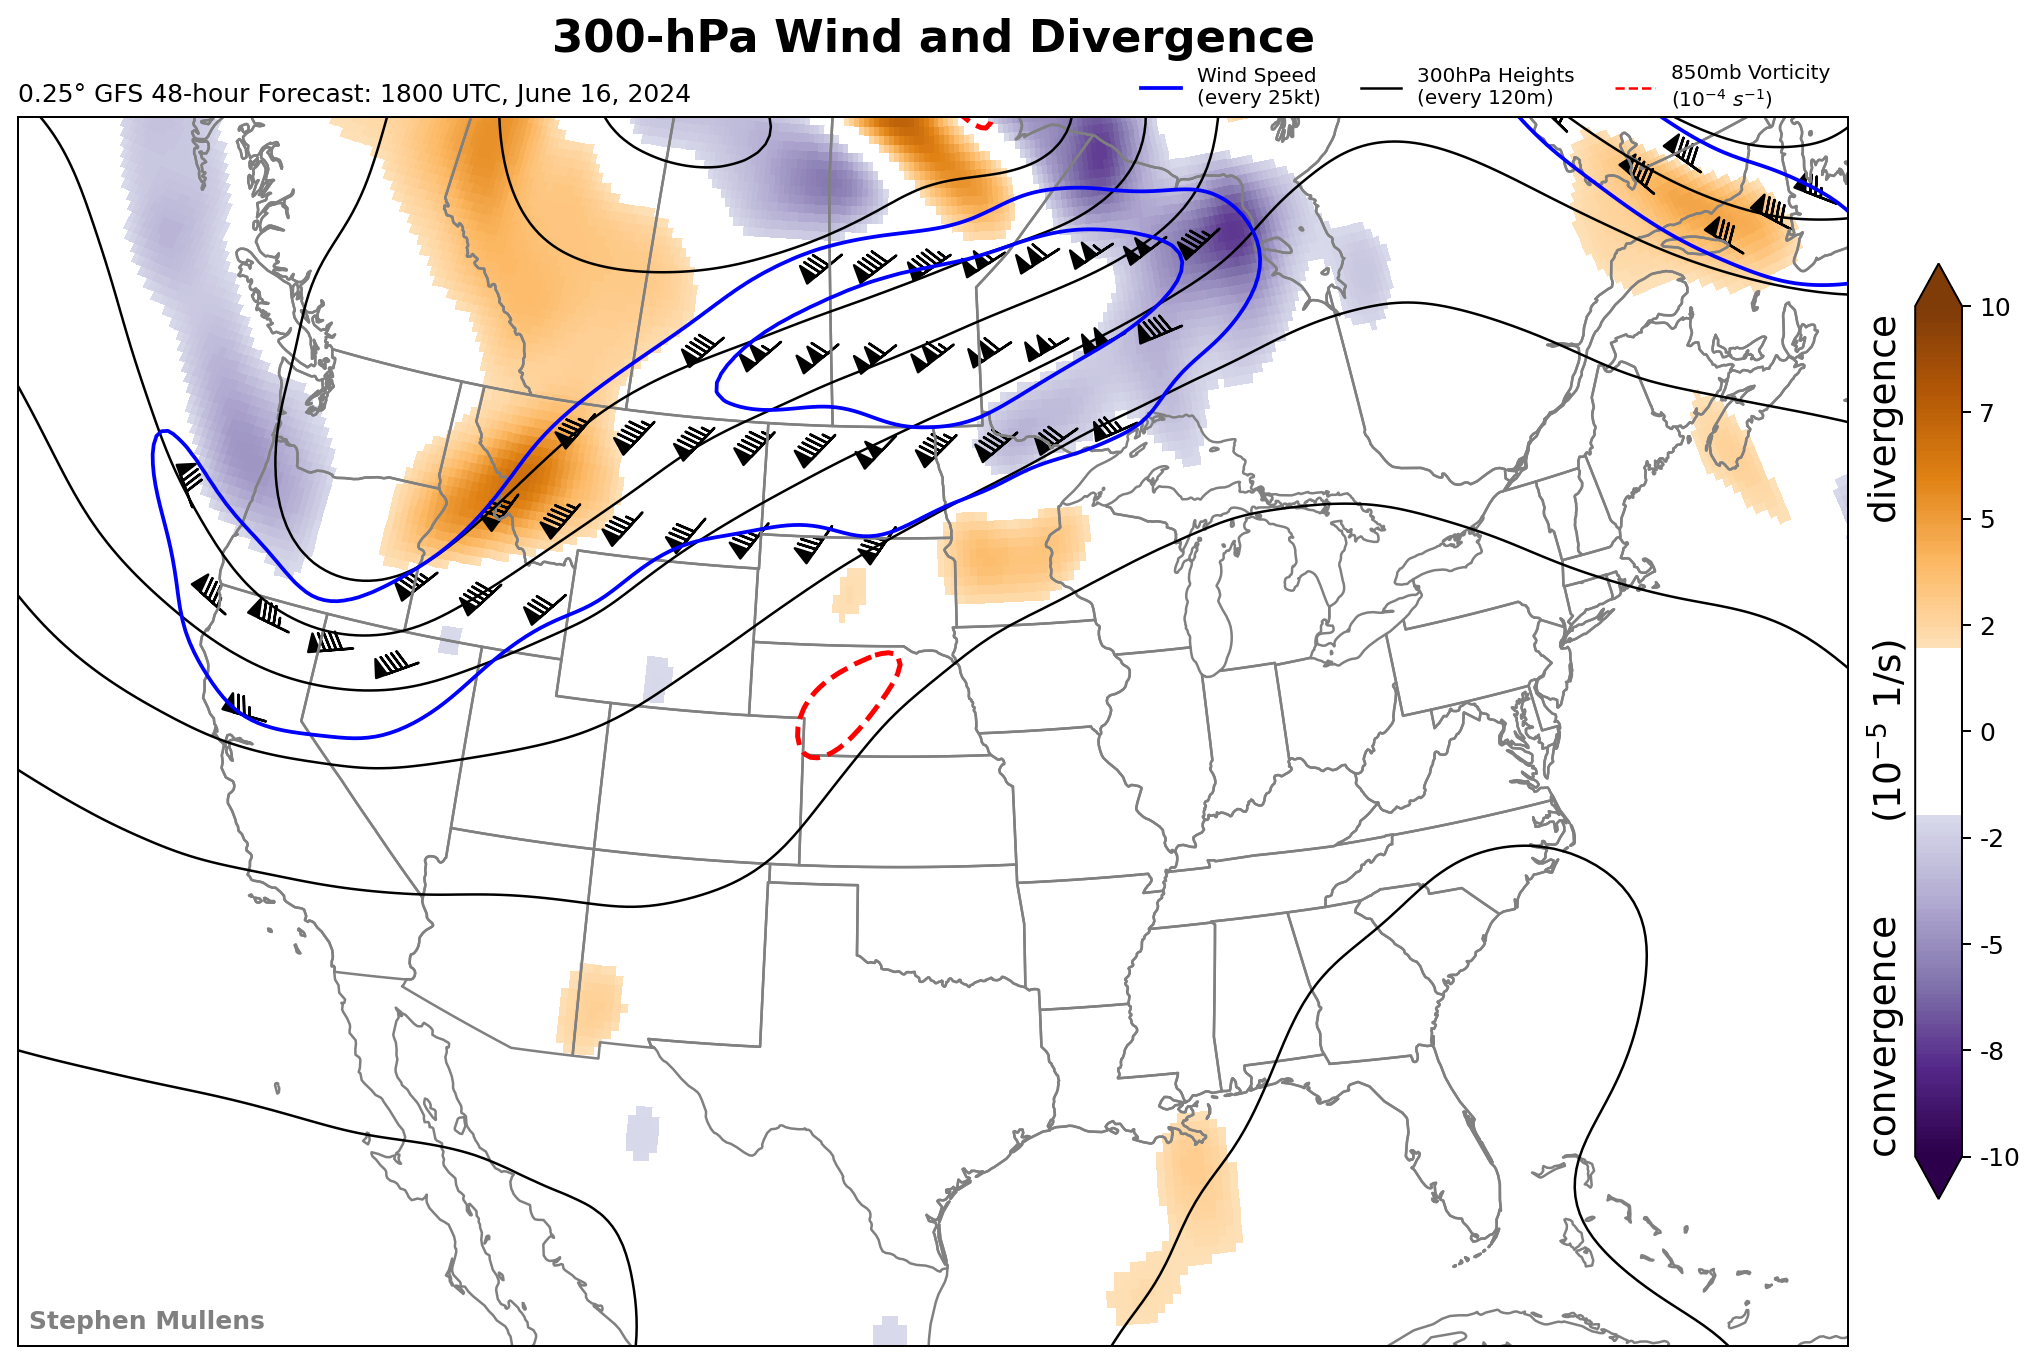 300-hPa Wind and Divergence
0.25° GFS 48-hour Forecast: 1800 UTC, June 16, 2024
Wind Speed
(every 25kt)
300hPa Heights
(every 120m)
850mb Vorticity
(10⁻⁴ s⁻¹)
10
7
5
2
0
-2
-5
-8
-10
convergence (10⁻⁵ 1/s) divergence
Stephen Mullens